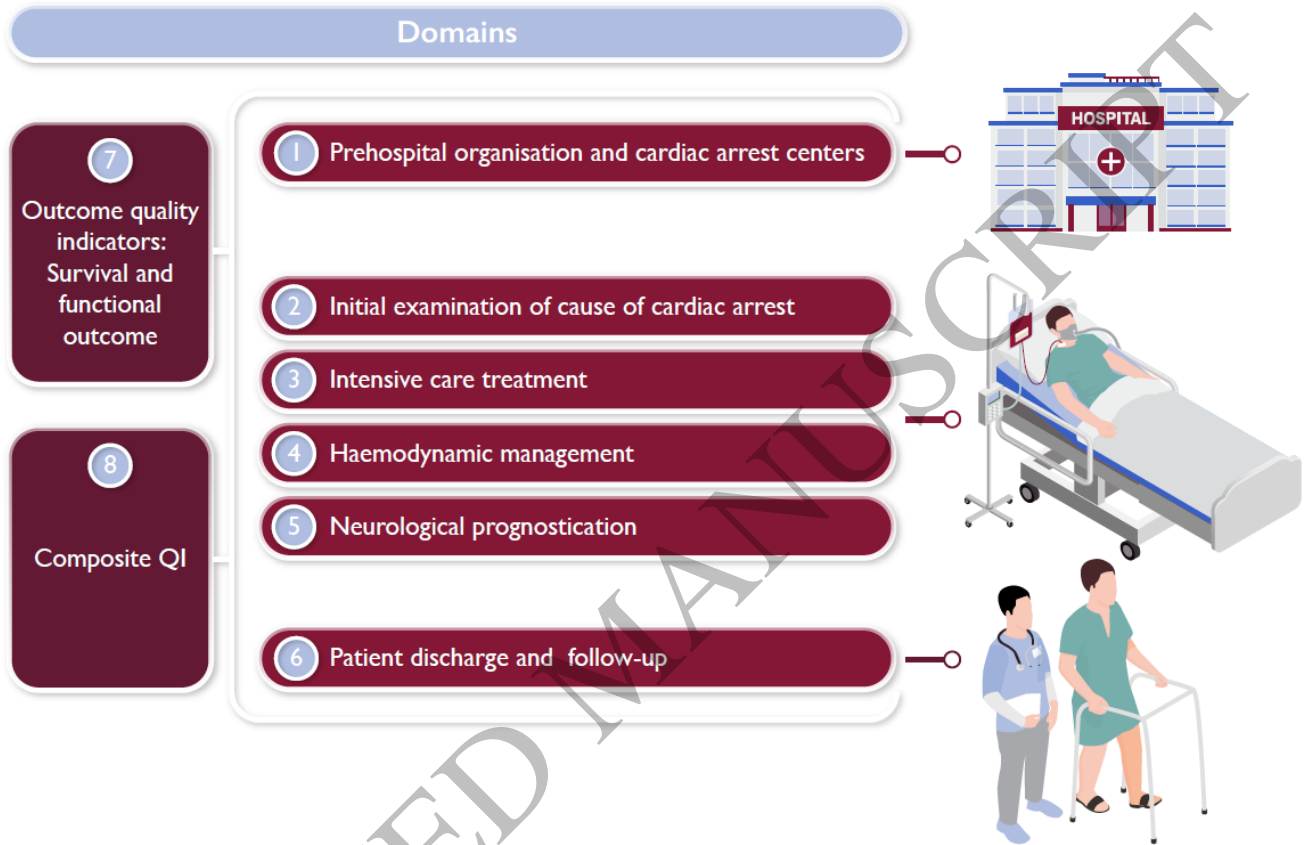 Domains
7
Outcome quality
indicators:
Survival and
functional
outcome
8
Composite QI
1 Prehospital organisation and cardiac arrest centers
2 Initial examination of cause of cardiac arrest
3 Intensive care treatment
4 Haemodynamic management
5 Neurological prognostication
6 Patient discharge and follow-up
HOSPITAL
ED MANUSCRIPT